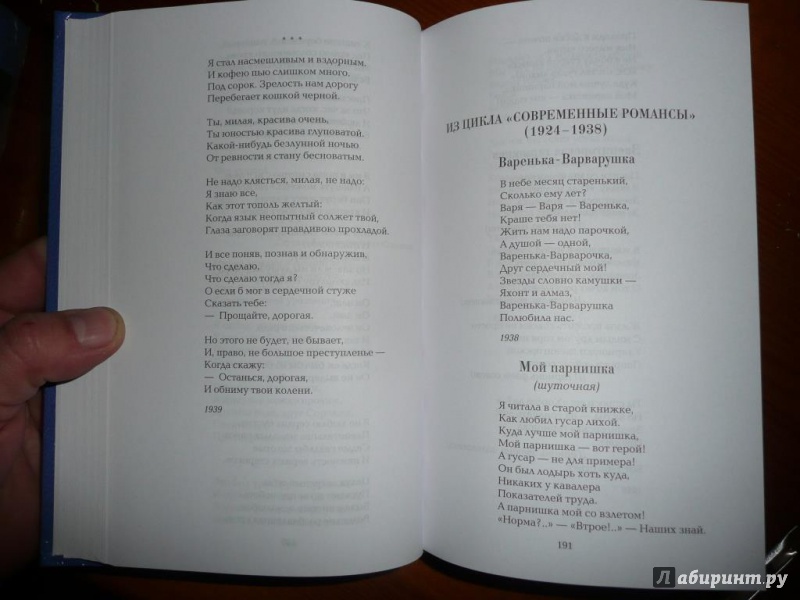 * * *
Я стал насмешливым и вздорным,
И кофею пью слишком много.
Под сорок. Зрелость нам дорогу
Перебегает кошкой черной.
Ты, милая, красива очень,
Ты юностью красива глуповатой.
Какой-нибудь безлунной ночью
От ревности я стану бесноватым.
Не надо клясться, милая, не надо:
Я знаю все,
Как этот тополь желтый:
Когда язык неопытный солжет твой,
Глаза заговорят правдивою прохладой.
И все поняв, познав и обнаружив,
Что сделаю,
Что сделаю тогда я?
О если б мог в сердечной стуже
Сказать тебе:
— Прощайте, дорогая.
Но этого не будет, не бывает,
И, право, не большое преступленье —
Когда скажу:
— Останься, дорогая,
И обниму твои колени.
1939
ИЗ ЦИКЛА «СОВРЕМЕННЫЕ РОМАНСЫ»
(1924–1938)
Варенька-Варварушка
В небе месяц старенький,
Сколько ему лет?
Варя — Варя — Варенька,
Краше тебя нет!
Жить нам надо парочкой,
А душой — одной,
Варенька-Варварочка,
Друг сердечный мой!
Звезды словно камушки —
Яхонт и алмаз,
Варенька-Варварушка
Полюбила нас.
1938
Мой парнишка
(шуточная)
Я читала в старой книжке,
Как любил гусар лихой.
Куда лучше мой парнишка,
Мой парнишка — вот герой!
А гусар — не для примера!
Он был лодырь хоть куда,
Никаких у кавалера
Показателей труда.
А парнишка мой со взлетом!
«Норма?..» — «Втрое!..» — Наших знай.
191
Лабиринт.ру